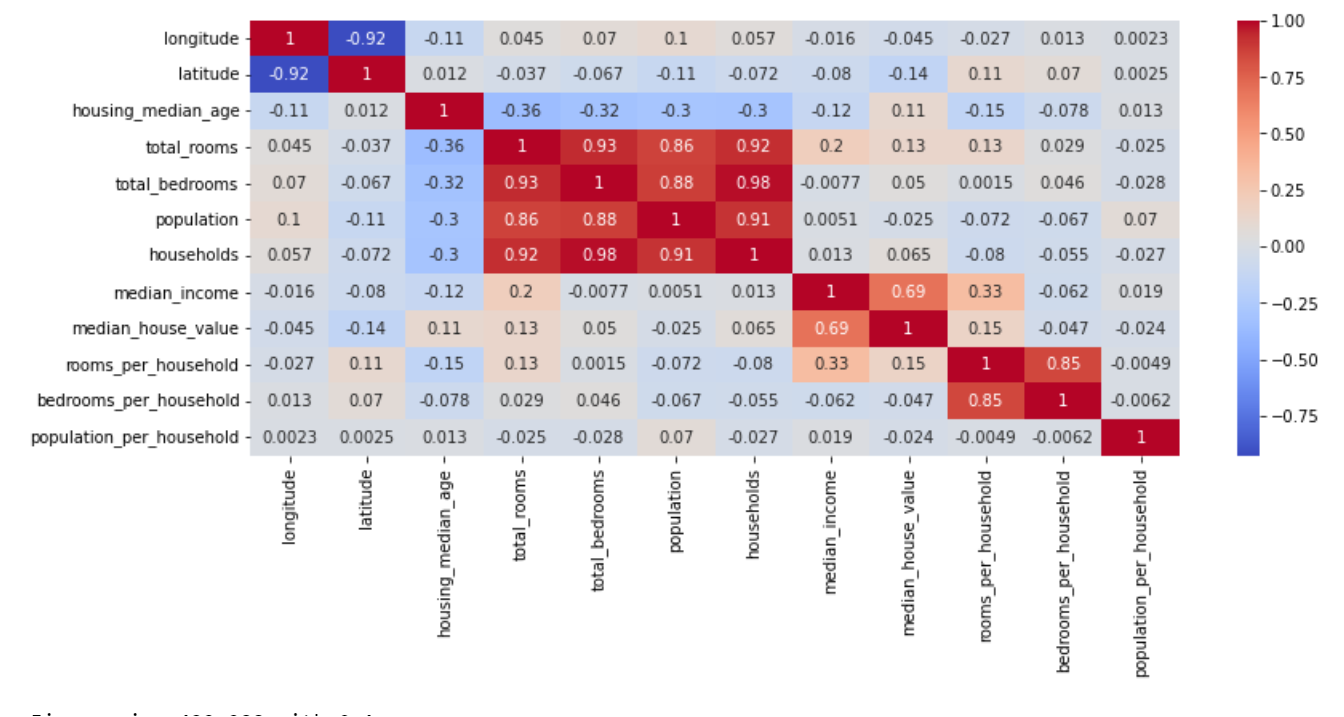 longitude 1 -0.92 -0.11 0.045 0.07 0.1 0.057 -0.016 -0.045 -0.027 0.013 0.0023
latitude -0.92 1 0.012 -0.037 -0.067 -0.11 -0.072 -0.08 -0.14 0.11 0.07 0.0025
housing_median_age -0.11 0.012 1 -0.36 -0.32 -0.3 -0.3 -0.12 0.11 -0.15 -0.078 0.013
total_rooms 0.045 -0.037 -0.36 1 0.93 0.86 0.92 0.2 0.13 0.13 0.029 -0.025
total_bedrooms 0.07 -0.067 -0.32 0.93 1 0.88 0.98 -0.0077 0.05 0.0015 0.046 -0.028
population 0.1 -0.11 -0.3 0.86 0.88 1 0.91 0.0051 -0.025 -0.072 -0.067 0.07
households 0.057 -0.072 -0.3 0.92 0.98 0.91 1 0.013 0.065 -0.08 -0.055 -0.027
median_income -0.016 -0.08 -0.12 0.2 -0.0077 0.0051 0.013 1 0.69 0.33 -0.062 0.019
median_house_value -0.045 -0.14 0.11 0.13 0.05 -0.025 0.065 0.69 1 0.15 -0.047 -0.024
rooms_per_household -0.027 0.11 -0.15 0.13 0.0015 -0.072 -0.08 0.33 0.15 1 0.85 -0.0049
bedrooms_per_household 0.013 0.07 -0.078 0.029 0.046 -0.067 -0.055 -0.062 -0.047 0.85 1 -0.0062
population_per_household 0.0023 0.0025 0.013 -0.025 -0.028 0.07 -0.027 0.019 -0.024 -0.0049 -0.0062 1
longitude
latitude
housing_median_age
total_rooms
total_bedrooms
population
households
median_income
median_house_value
rooms_per_household
bedrooms_per_household
population_per_household
1.00
0.75
0.50
0.25
0.00
−0.25
−0.50
−0.75